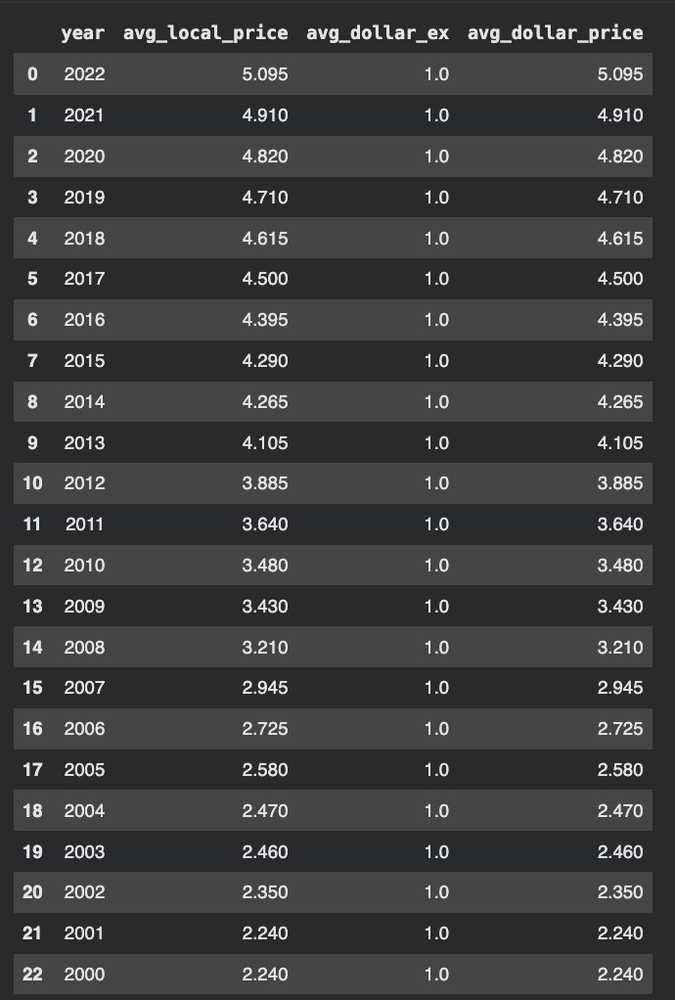 year avg_local_price avg_dollar_ex avg_dollar_price
0 2022 5.095 1.0 5.095
1 2021 4.910 1.0 4.910
2 2020 4.820 1.0 4.820
3 2019 4.710 1.0 4.710
4 2018 4.615 1.0 4.615
5 2017 4.500 1.0 4.500
6 2016 4.395 1.0 4.395
7 2015 4.290 1.0 4.290
8 2014 4.265 1.0 4.265
9 2013 4.105 1.0 4.105
10 2012 3.885 1.0 3.885
11 2011 3.640 1.0 3.640
12 2010 3.480 1.0 3.480
13 2009 3.430 1.0 3.430
14 2008 3.210 1.0 3.210
15 2007 2.945 1.0 2.945
16 2006 2.725 1.0 2.725
17 2005 2.580 1.0 2.580
18 2004 2.470 1.0 2.470
19 2003 2.460 1.0 2.460
20 2002 2.350 1.0 2.350
21 2001 2.240 1.0 2.240
22 2000 2.240 1.0 2.240